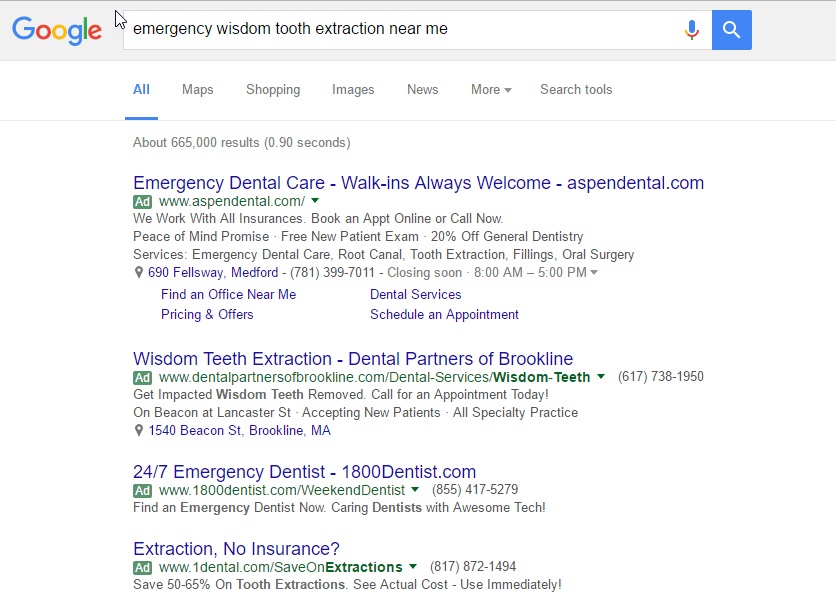 Google
emergency wisdom tooth extraction near me
All Maps Shopping Images News More Search tools
About 665,000 results (0.90 seconds)
Emergency Dental Care - Walk-ins Always Welcome - aspendental.com
Ad www.aspendental.com/
We Work With All Insurances. Book an Appt Online or Call Now.
Peace of Mind Promise · Free New Patient Exam · 20% Off General Dentistry
Services: Emergency Dental Care, Root Canal, Tooth Extraction, Fillings, Oral Surgery
690 Fellsway, Medford - (781) 399-7011 - Closing soon · 8:00 AM – 5:00 PM
Find an Office Near Me Dental Services
Pricing & Offers Schedule an Appointment
Wisdom Teeth Extraction - Dental Partners of Brookline
Ad www.dentalpartnersofbrookline.com/Dental-Services/Wisdom-Teeth (617) 738-1950
Get Impacted Wisdom Teeth Removed. Call for an Appointment Today!
On Beacon at Lancaster St · Accepting New Patients · All Specialty Practice
1540 Beacon St, Brookline, MA
24/7 Emergency Dentist - 1800Dentist.com
Ad www.1800dentist.com/WeekendDentist (855) 417-5279
Find an Emergency Dentist Now. Caring Dentists with Awesome Tech!
Extraction, No Insurance?
Ad www.1dental.com/SaveOnExtractions (817) 872-1494
Save 50-65% On Tooth Extractions. See Actual Cost - Use Immediately!